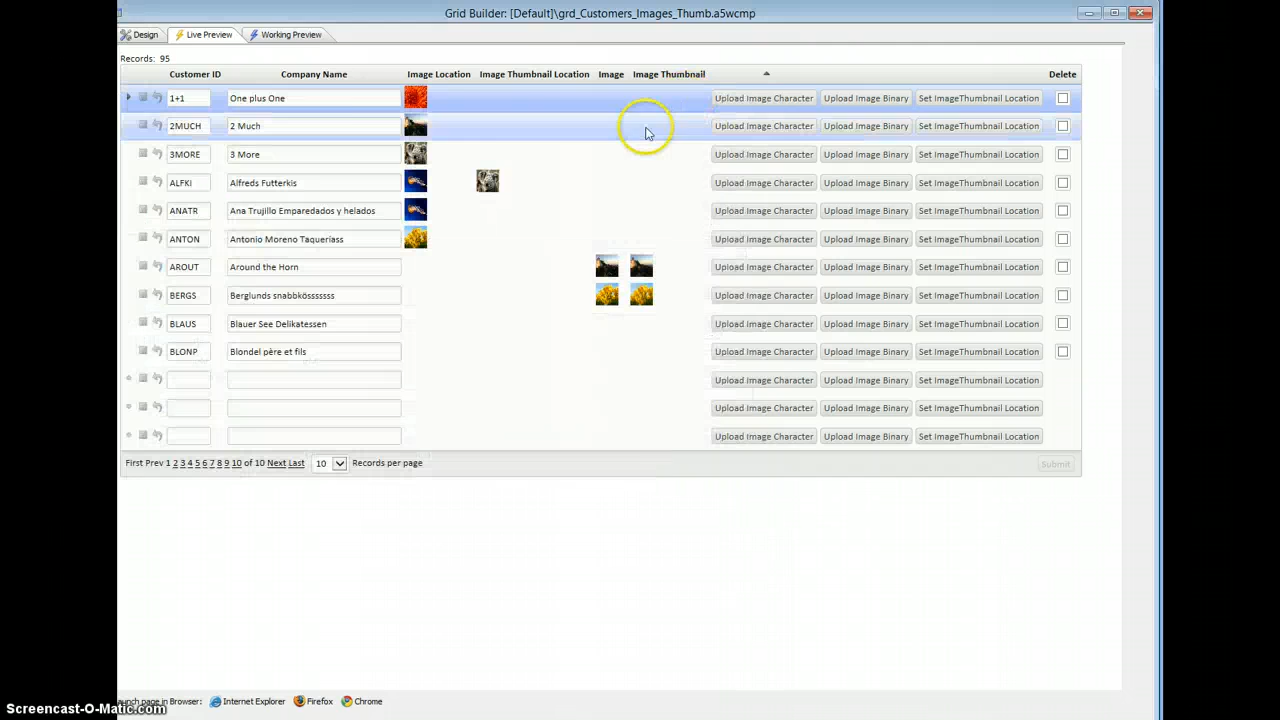 Grid Builder: [Default]\grd_Customers_Images_Thumb.a5wcmp
Design Live Preview Working Preview
Records: 95
Customer ID Company Name Image Location Image Thumbnail Location Image Image Thumbnail Delete
1+1 One plus One Upload Image Character Upload Image Binary Set ImageThumbnail Location
2MUCH 2 Much Upload Image Character Upload Image Binary Set ImageThumbnail Location
3MORE 3 More Upload Image Character Upload Image Binary Set ImageThumbnail Location
ALFKI Alfreds Futterkis Upload Image Character Upload Image Binary Set ImageThumbnail Location
ANATR Ana Trujillo Emparedados y helados Upload Image Character Upload Image Binary Set ImageThumbnail Location
ANTON Antonio Moreno Taqueriass Upload Image Character Upload Image Binary Set ImageThumbnail Location
AROUT Around the Horn Upload Image Character Upload Image Binary Set ImageThumbnail Location
BERGS Berglunds snabbkösssssss Upload Image Character Upload Image Binary Set ImageThumbnail Location
BLAUS Blauer See Delikatessen Upload Image Character Upload Image Binary Set ImageThumbnail Location
BLONP Blondel père et fils Upload Image Character Upload Image Binary Set ImageThumbnail Location
Upload Image Character Upload Image Binary Set ImageThumbnail Location
Upload Image Character Upload Image Binary Set ImageThumbnail Location
Upload Image Character Upload Image Binary Set ImageThumbnail Location
First Prev 1 2 3 4 5 6 7 8 9 10 of 10 Next Last 10 Records per page Submit
unch page in Browser: Internet Explorer Firefox Chrome
Screencast-O-Matic.com